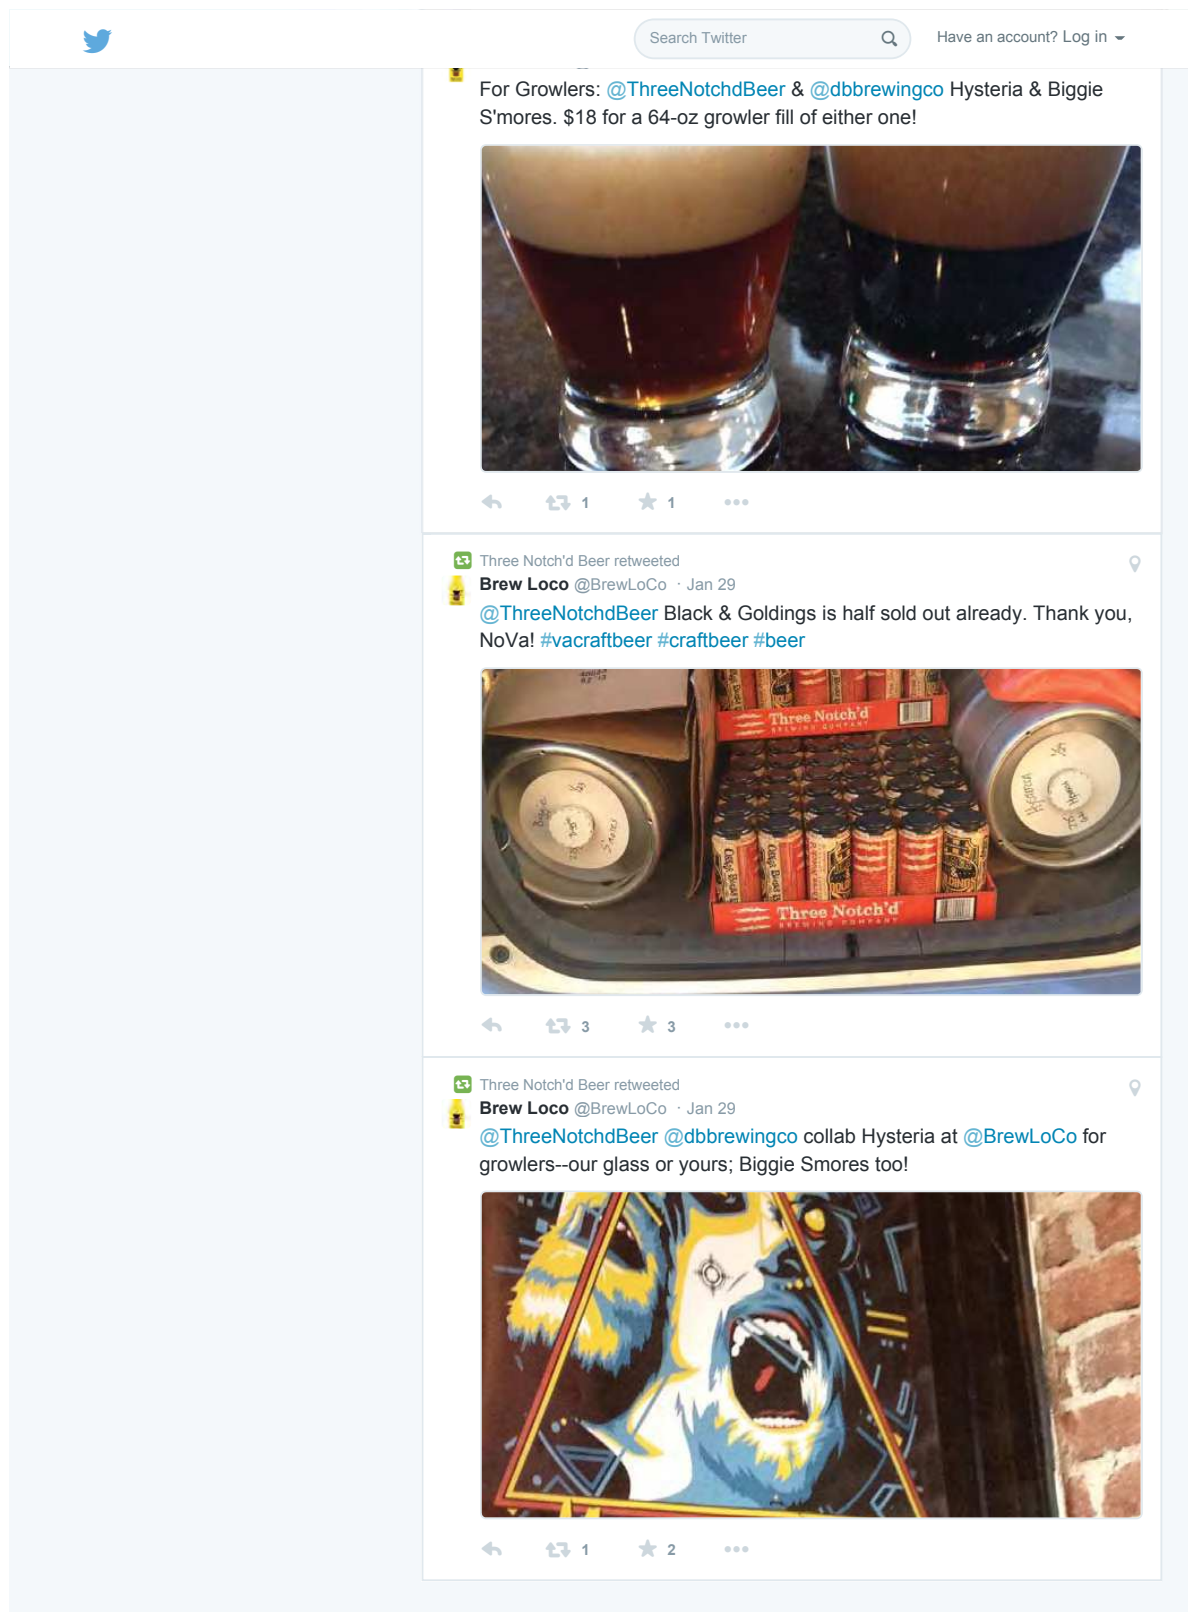 Search Twitter
Have an account? Log in
For Growlers: @ThreeNotchdBeer & @dbbrewingco Hysteria & Biggie
S'mores. $18 for a 64-oz growler fill of either one!
1 1
Three Notch'd Beer retweeted
Brew Loco @BrewLoCo · Jan 29
@ThreeNotchdBeer Black & Goldings is half sold out already. Thank you,
NoVa! #vacraftbeer #craftbeer #beer
Three Notch'd
BREWING COMPANY
Three Notch'd
BREWING COMPANY
3 3
Three Notch'd Beer retweeted
Brew Loco @BrewLoCo · Jan 29
@ThreeNotchdBeer @dbbrewingco collab Hysteria at @BrewLoCo for
growlers--our glass or yours; Biggie Smores too!
1 2